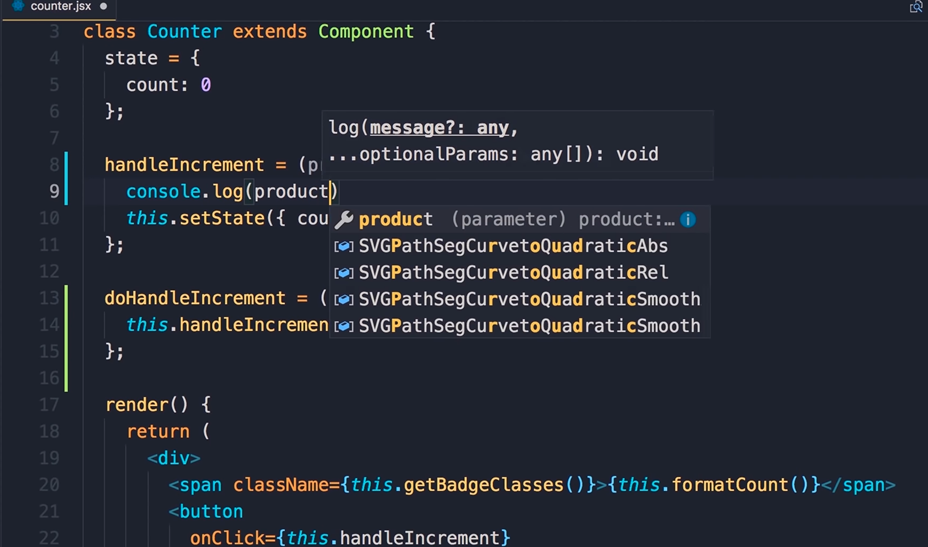 counter.jsx
3 class Counter extends Component {
4 state = {
5 count: 0
6 };
7
8 handleIncrement = (pr
9 console.log(product)
10 this.setState({ cou
11 };
12
13 doHandleIncrement = (
14 this.handleIncremen
15 };
16
17 render() {
18 return (
19 <div>
20 <span className={this.getBadgeClasses()}>{this.formatCount()}</span>
21 <button
22 onClick={this.handleIncrement}
log(message?: any,
...optionalParams: any[]): void
product (parameter) product:…
SVGPathSegCurvetoQuadraticAbs
SVGPathSegCurvetoQuadraticRel
SVGPathSegCurvetoQuadraticSmooth
SVGPathSegCurvetoQuadraticSmooth